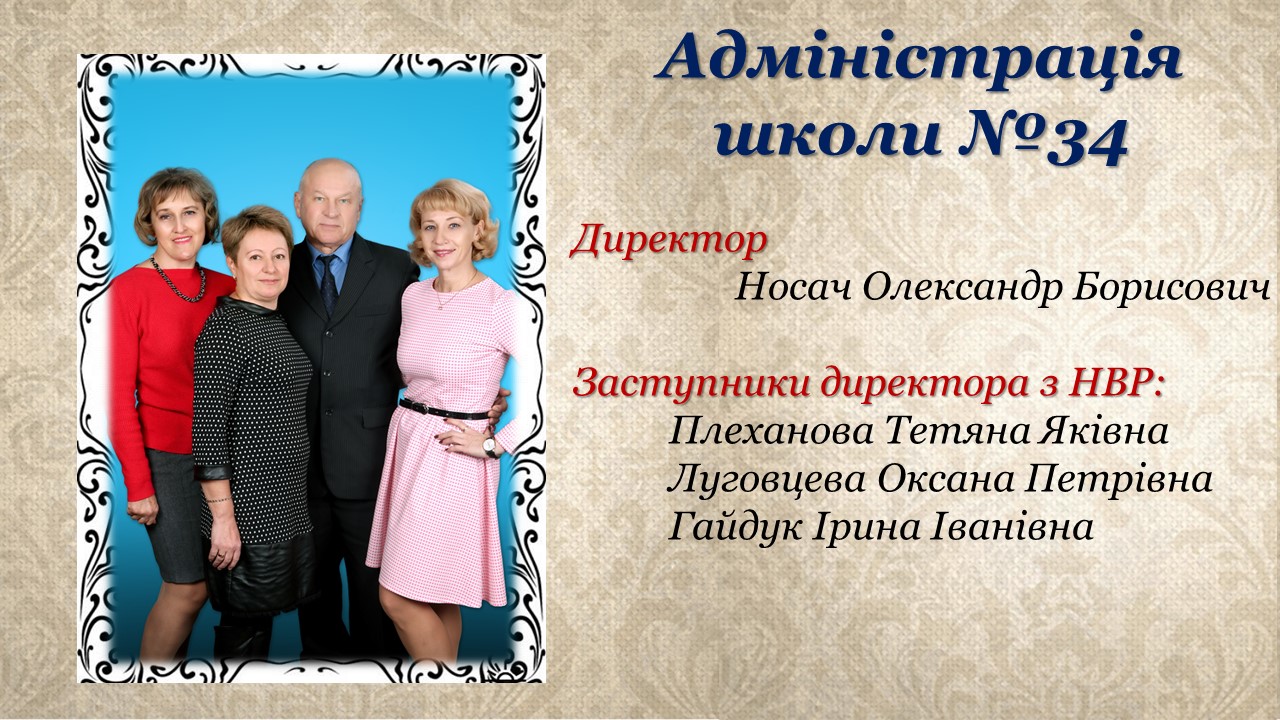 Адміністрація
школи №34
Директор
Носач Олександр Борисович
Заступники директора з НВР:
Плеханова Тетяна Яківна
Луговцева Оксана Петрівна
Гайдук Ірина Іванівна